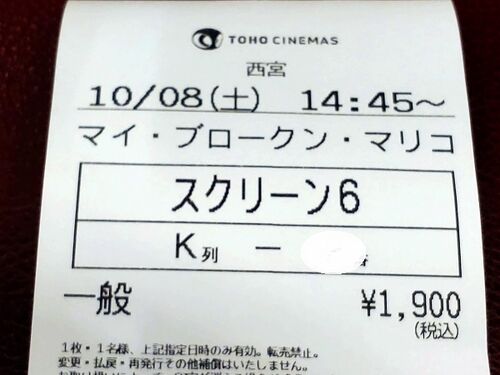 TOHO CINEMAS
西宮
10/08(土) 14:45～
マイ・ブロークン・マリコ
スクリーン6
K列 －
一般 ¥1,900
(税込)
1枚・1名様、上記指定日時のみ有効。転売禁止。
変更・払戻・再発行その他補償はいたしません。